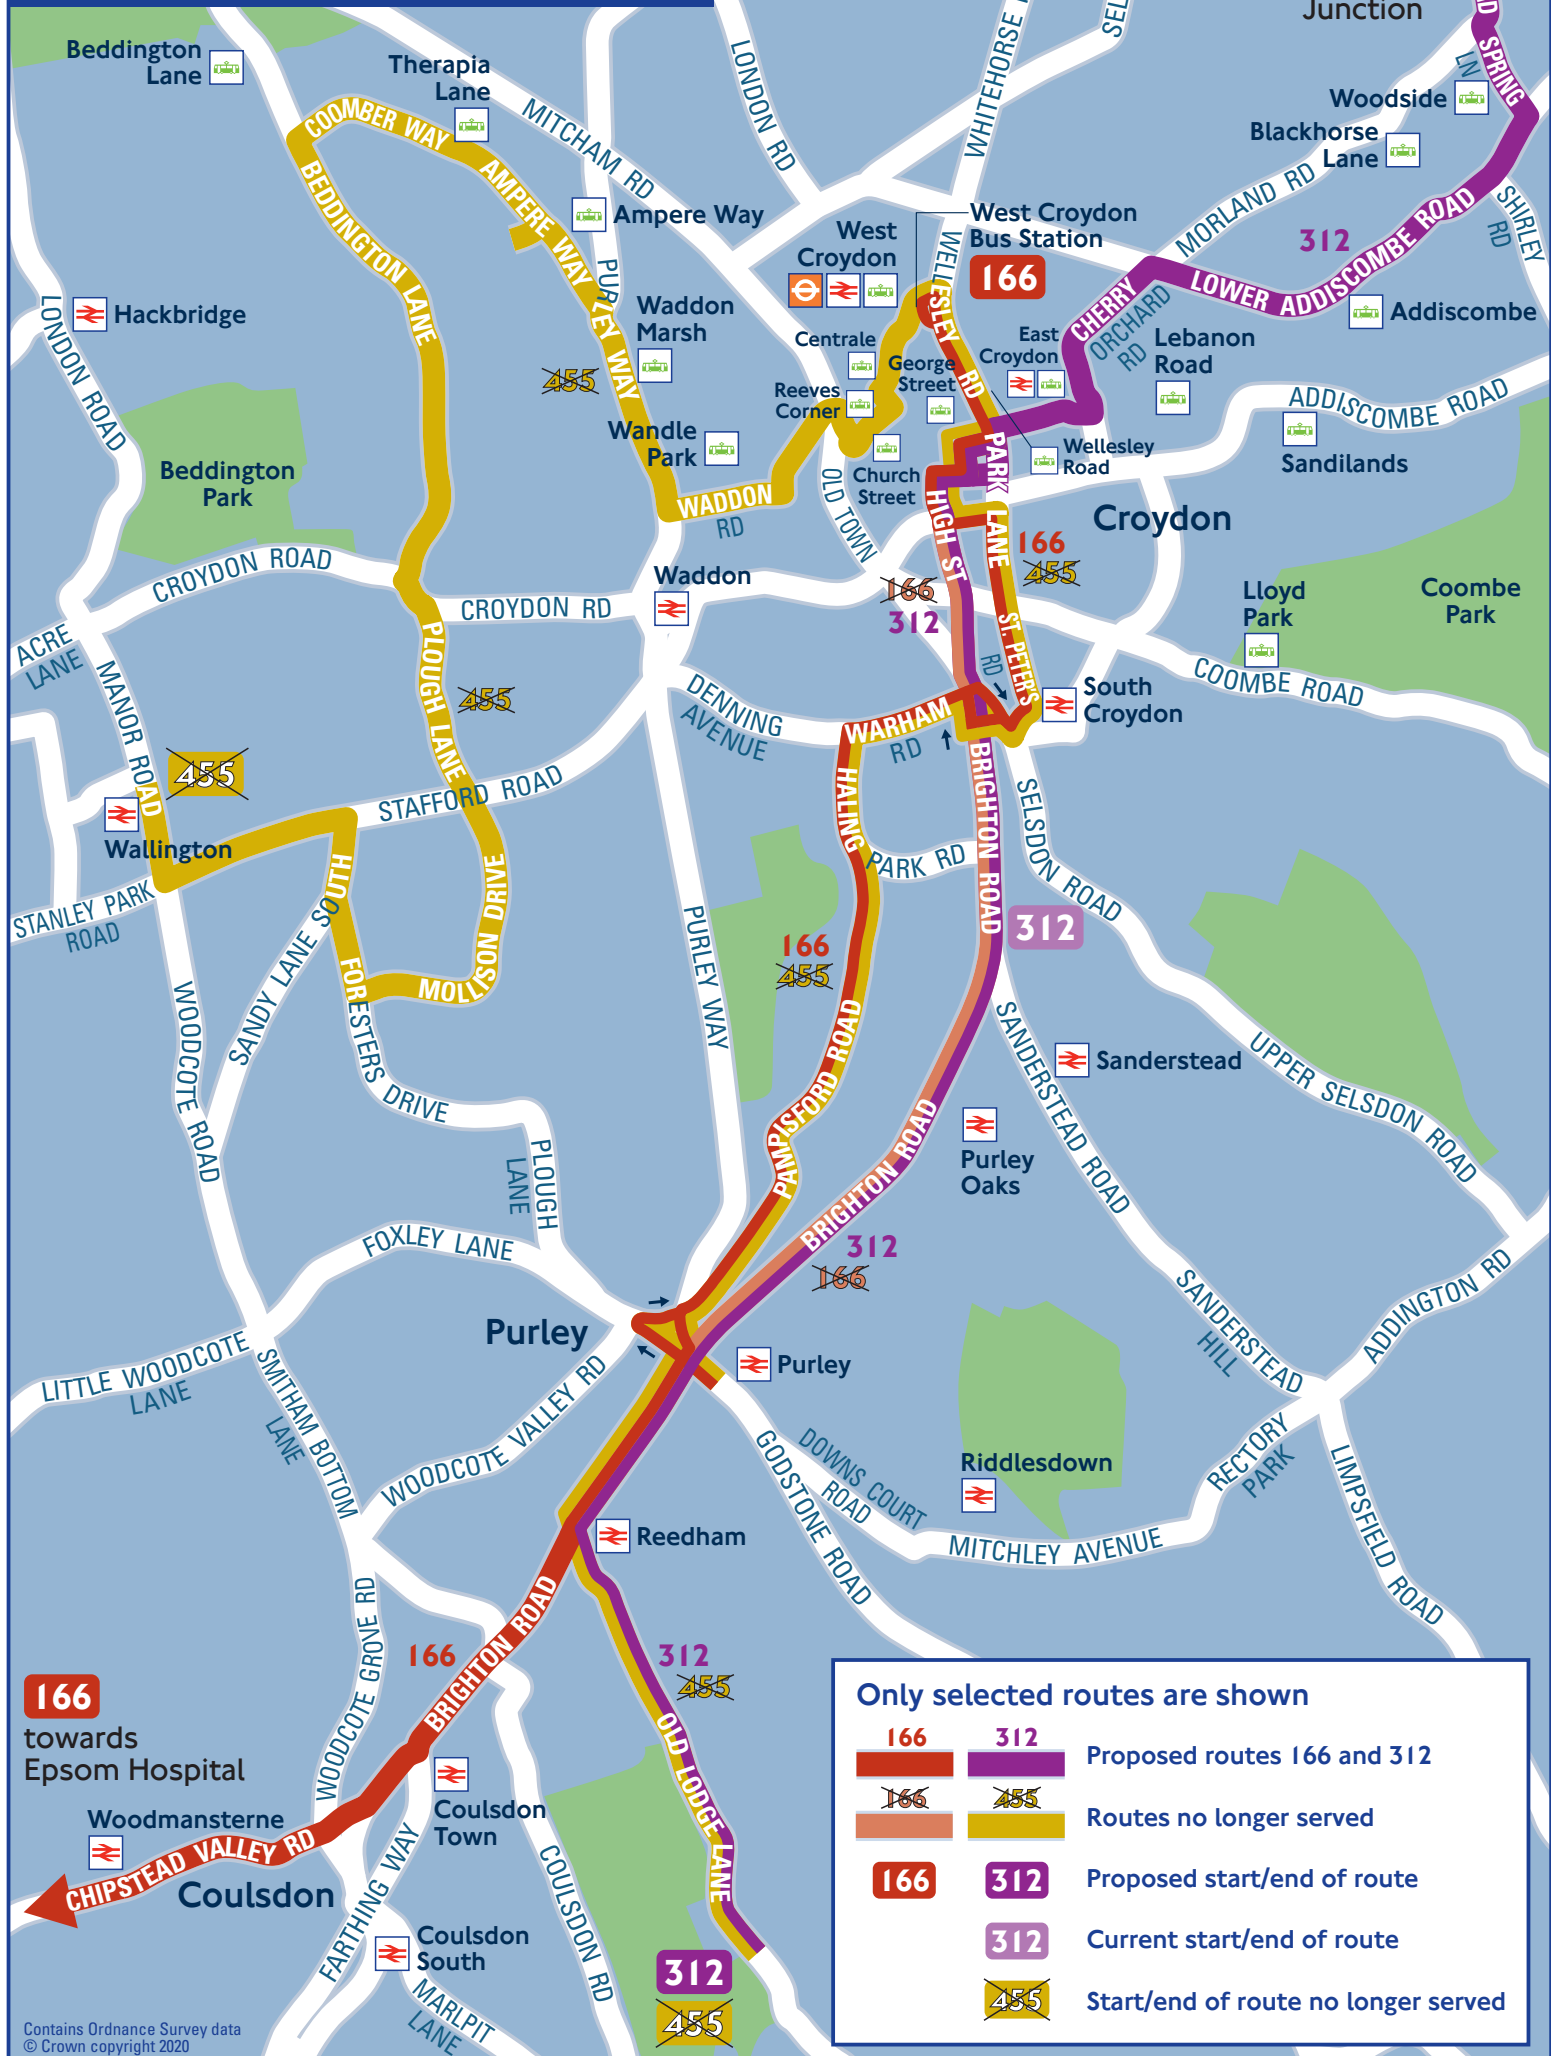 Junction
Beddington
Lane
Therapia
Lane
COOMBER WAY
MITCHAM RD
LONDON RD
WHITEHORSE
SEL
SPRING
LN
Woodside
Blackhorse
Lane
AMPERE WAY
Ampere Way
BEDDINGTON LANE
West Croydon
Bus Station
166
West
Croydon
WELLESLEY RD
MORLAND RD
SHIRLEY
RD
312
LOWER ADDISCOMBE ROAD
Addiscombe
CHERRY
ORCHARD
RD
Lebanon
Road
Hackbridge
LONDON ROAD
PURLEY WAY
Waddon
Marsh
455
Centrale
George
Street
East
Croydon
Reeves
Corner
Wandle
Park
WADDON
RD
Church
Street
Wellesley
Road
ADDISCOMBE ROAD
Sandilands
Beddington
Park
OLD TOWN
HIGH ST
PARK LANE
Croydon
166
455
CROYDON ROAD
CROYDON RD
Waddon
166
312
ST. PETER'S
RD
Lloyd
Park
Coombe
Park
COOMBE ROAD
South
Croydon
ACRE
LANE
MANOR ROAD
PLOUGH LANE
455
DENNING
AVENUE
WARHAM
RD
455
Wallington
STAFFORD ROAD
HALING
PARK RD
BRIGHTON ROAD
312
SELSDON ROAD
STANLEY PARK
ROAD
SANDY LANE SOUTH
MOLLISON DRIVE
FORESTERS DRIVE
WOODCOTE ROAD
PURLEY WAY
166
455
PAMPISFORD ROAD
SANDERSTEAD ROAD
Sanderstead
UPPER SELSDON ROAD
Purley
Oaks
PLOUGH
LANE
FOXLEY LANE
BRIGHTON ROAD
312
166
SANDERSTEAD
HILL
ADDINGTON RD
Purley
Purley
LITTLE WOODCOTE
LANE
SMITHAM BOTTOM
LANE
WOODCOTE VALLEY RD
GODSTONE ROAD
DOWNS COURT
ROAD
Riddlesdown
RECTORY
PARK
MITCHLEY AVENUE
LIMPSFIELD ROAD
Reedham
WOODCOTE GROVE RD
166
BRIGHTON ROAD
312
455
OLD LODGE LANE
166
towards
Epsom Hospital
Woodmansterne
CHIPSTEAD VALLEY RD
Coulsdon
Coulsdon
Town
FARTHING WAY
COULSDON RD
Coulsdon
South
MARLPIT
LANE
312
455
Only selected routes are shown
166 312
Proposed routes 166 and 312
166 455
Routes no longer served
166 312 Proposed start/end of route
312 Current start/end of route
455 Start/end of route no longer served
Contains Ordnance Survey data
© Crown copyright 2020